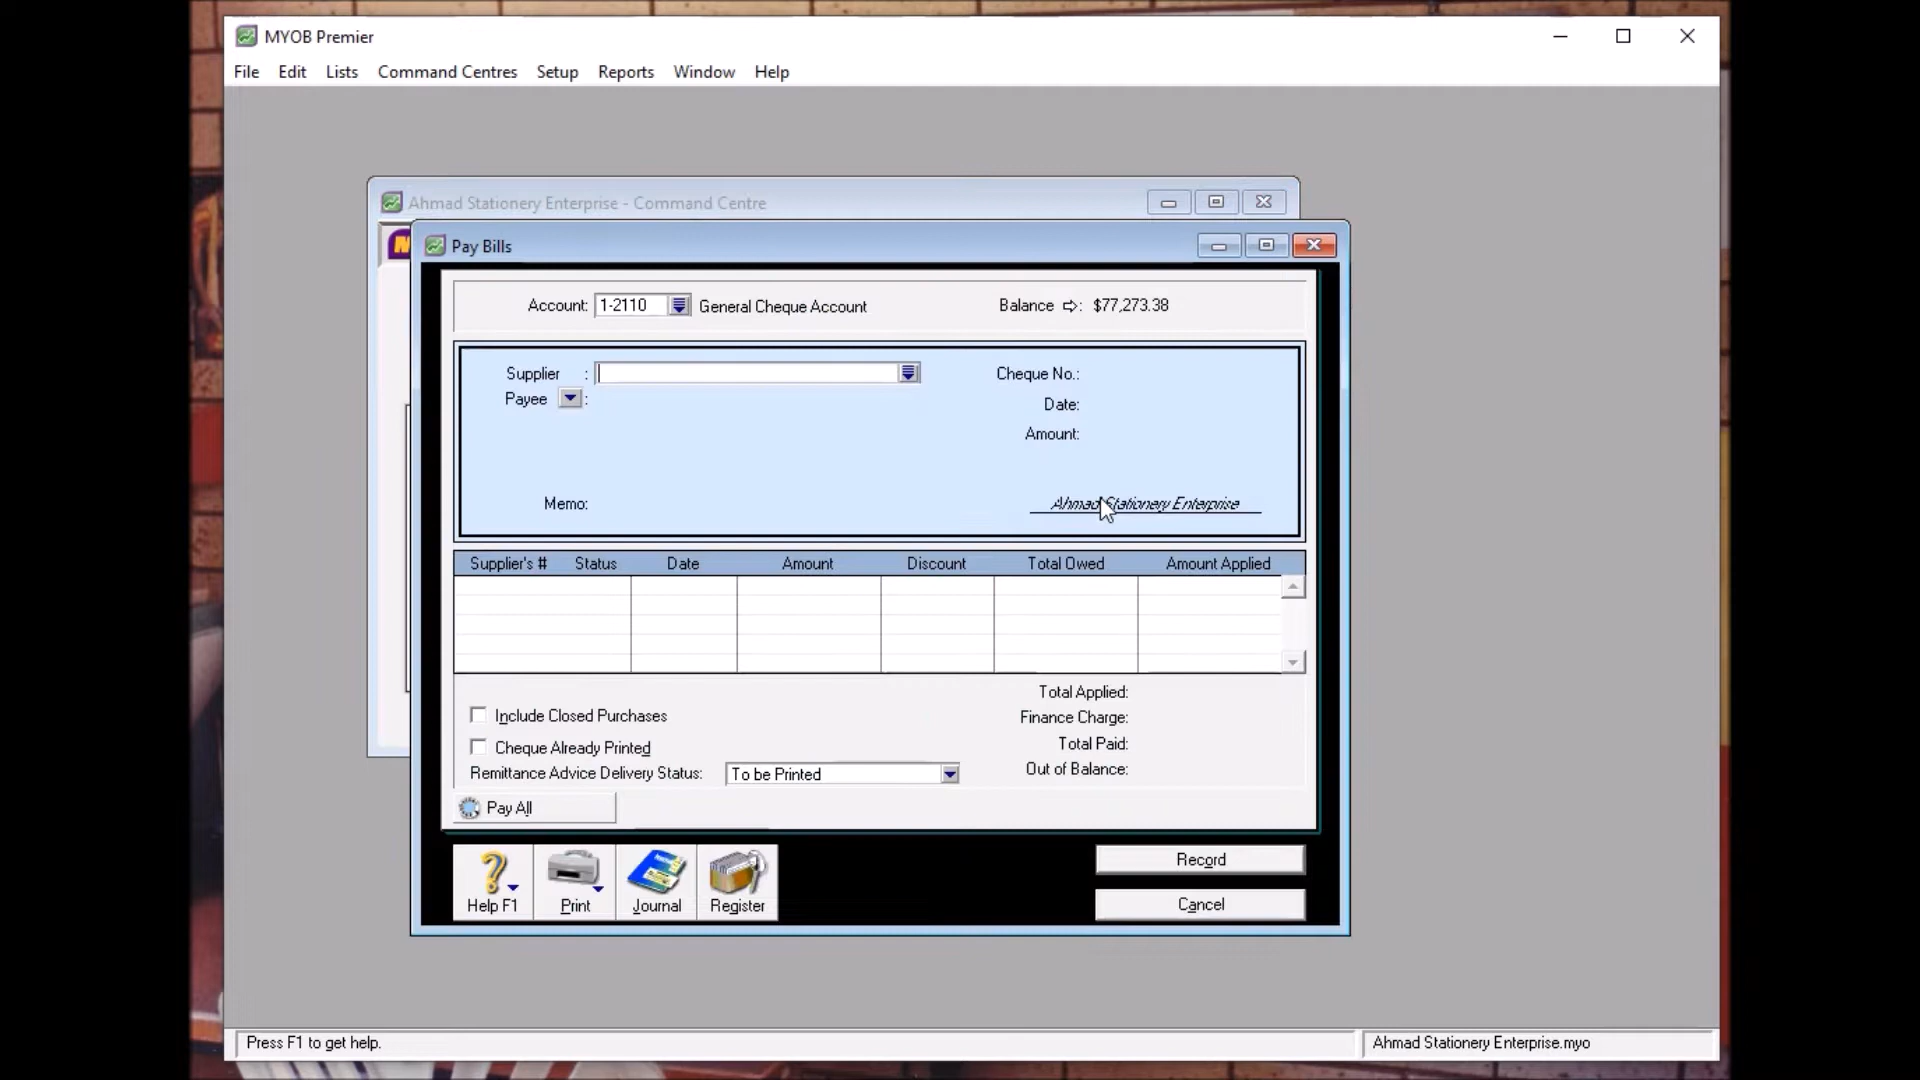 MYOB Premier
File Edit Lists Command Centres Setup Reports Window Help
Ahmad Stationery Enterprise - Command Centre
Pay Bills
Account: 1-2110 General Cheque Account Balance ⇨: $77,273.38
Supplier : Cheque No.:
Payee :
Date:
Amount:
Memo: Ahmad Stationery Enterprise
Supplier's # Status Date Amount Discount Total Owed Amount Applied
Total Applied:
Include Closed Purchases Finance Charge:
Cheque Already Printed Total Paid:
Remittance Advice Delivery Status: To be Printed Out of Balance:
Pay All
Help F1 Print Journal Register
Record
Cancel
Press F1 to get help. Ahmad Stationery Enterprise.myo